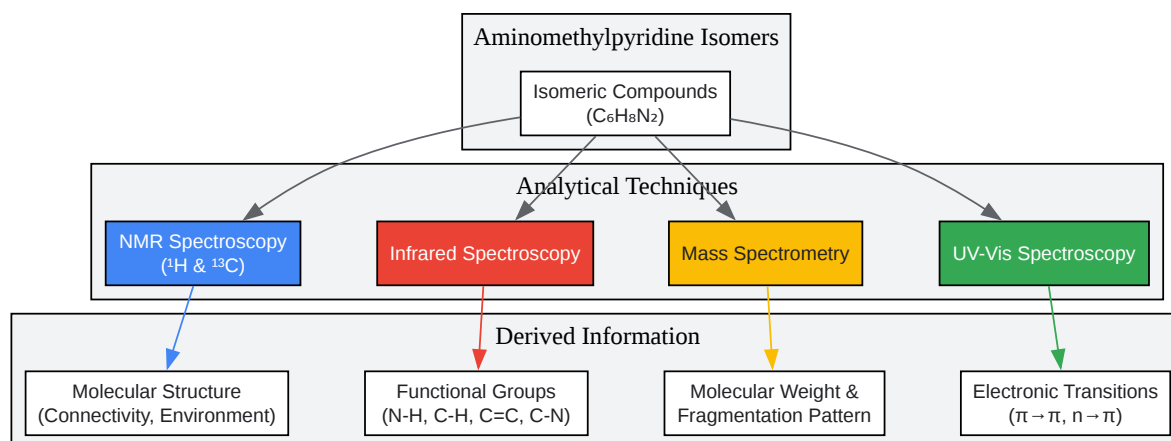 Aminomethylpyridine Isomers
Isomeric Compounds
(C₆H₈N₂)
Analytical Techniques
NMR Spectroscopy
(¹H & ¹³C)
Infrared Spectroscopy
Mass Spectrometry
UV-Vis Spectroscopy
Derived Information
Molecular Structure
(Connectivity, Environment)
Functional Groups
(N-H, C-H, C=C, C-N)
Molecular Weight &
Fragmentation Pattern
Electronic Transitions
(π→π, n→π)